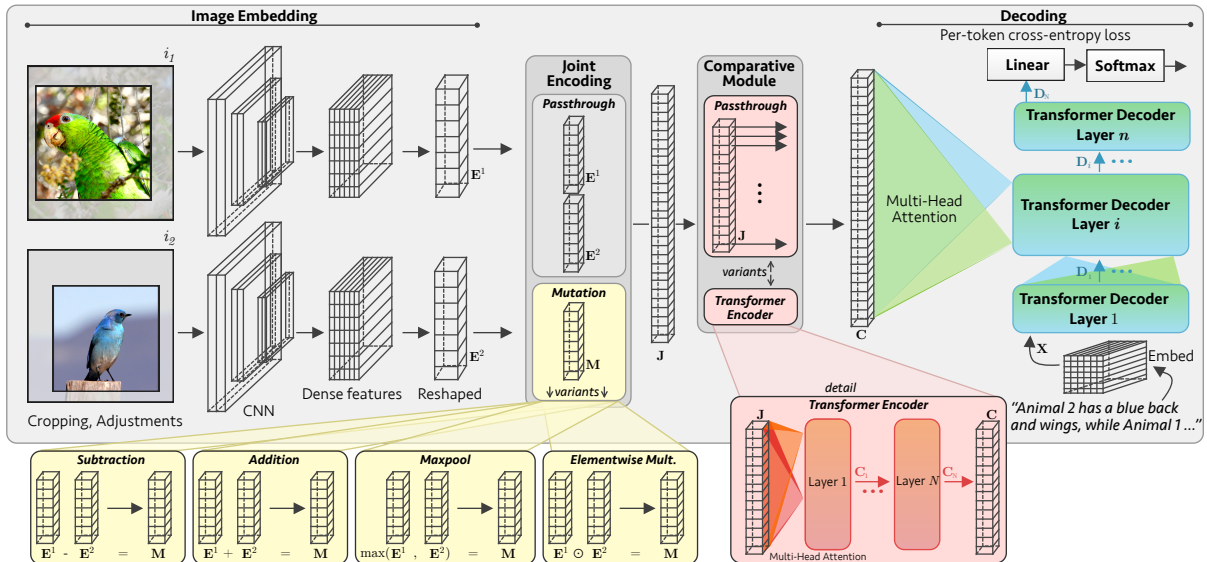 Image Embedding
Decoding
Per-token cross-entropy loss
i₁
Joint
Encoding
Passthrough
E¹
E²
Mutation
M
↓variants↓
J
Comparative
Module
Passthrough
J
variants
Transformer
Encoder
C
Multi-Head
Attention
Linear
Softmax
Dₙ
Transformer Decoder
Layer n
Dᵢ ...
Transformer Decoder
Layer i
D₁ ...
Transformer Decoder
Layer 1
X
Embed
"Animal 2 has a blue back
and wings, while Animal 1 ..."
E¹
i₂
E²
Cropping, Adjustments
CNN
Dense features
Reshaped
Subtraction
E¹ - E² = M
Addition
E¹ + E² = M
Maxpool
max(E¹ , E²) = M
Elementwise Mult.
E¹ ⊙ E² = M
detail
Transformer Encoder
J
C
Layer 1
C₁
...
Layer N
Cₙ
Multi-Head Attention